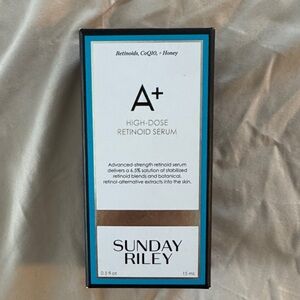 Retinoids, CoQ10, + Honey
A+
HIGH-DOSE
RETINOID SERUM
Advanced-strength retinoid serum
delivers a 6.5% solution of stabilized
retinoid blends and botanical,
retinol-alternative extracts into the skin.
SUNDAY
RILEY
0.5 fl oz 15 mL